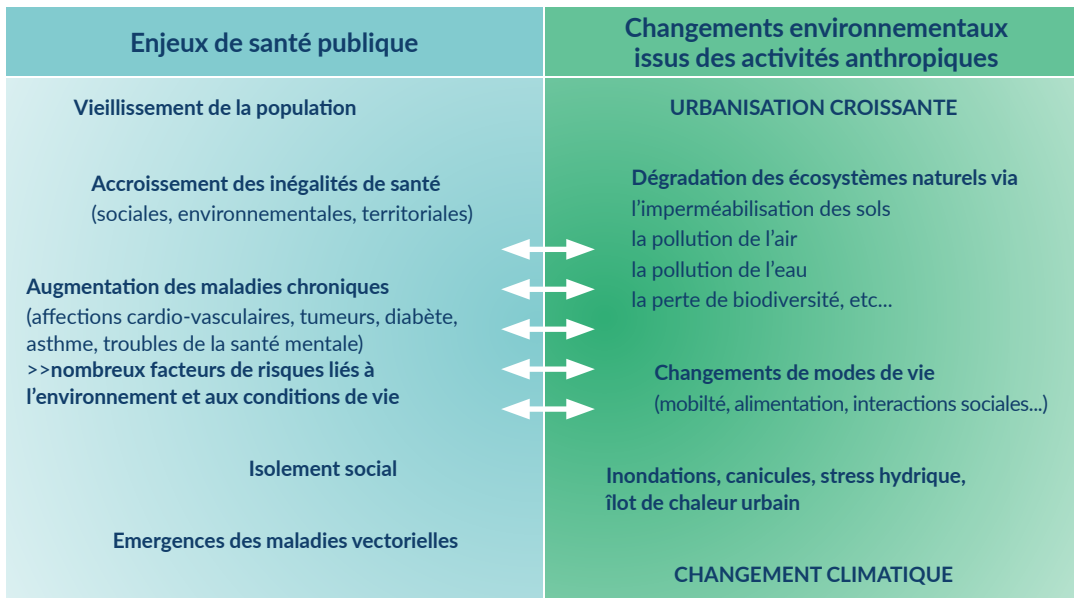 Enjeux de santé publique
Vieillissement de la population
Accroissement des inégalités de santé
(sociales, environnementales, territoriales)
Augmentation des maladies chroniques
(affections cardio-vasculaires, tumeurs, diabète,
asthme, troubles de la santé mentale)
>>nombreux facteurs de risques liés à
l’environnement et aux conditions de vie
Isolement social
Emergences des maladies vectorielles
Changements environnementaux
issus des activités anthropiques
URBANISATION CROISSANTE
Dégradation des écosystèmes naturels via
l’imperméabilisation des sols
la pollution de l’air
la pollution de l’eau
la perte de biodiversité, etc...
Changements de modes de vie
(mobilté, alimentation, interactions sociales...)
Inondations, canicules, stress hydrique,
îlot de chaleur urbain
CHANGEMENT CLIMATIQUE